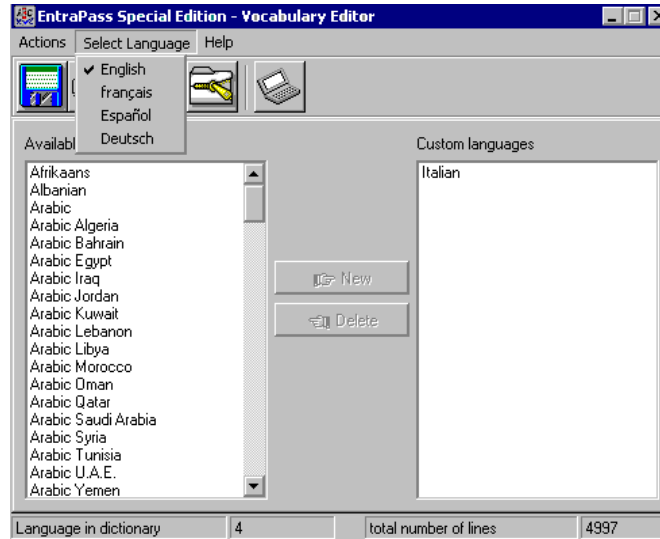 EntraPass Special Edition - Vocabulary Editor
Actions Select Language Help
English
français
Español
Deutsch
Custom languages
Afrikaans
Albanian
Arabic
Arabic Algeria
Arabic Bahrain
Arabic Egypt
Arabic Iraq
Arabic Jordan
Arabic Kuwait
Arabic Lebanon
Arabic Libya
Arabic Morocco
Arabic Oman
Arabic Qatar
Arabic Saudi Arabia
Arabic Syria
Arabic Tunisia
Arabic U.A.E.
Arabic Yemen
New
Delete
Italian
Language in dictionary 4 total number of lines 4997